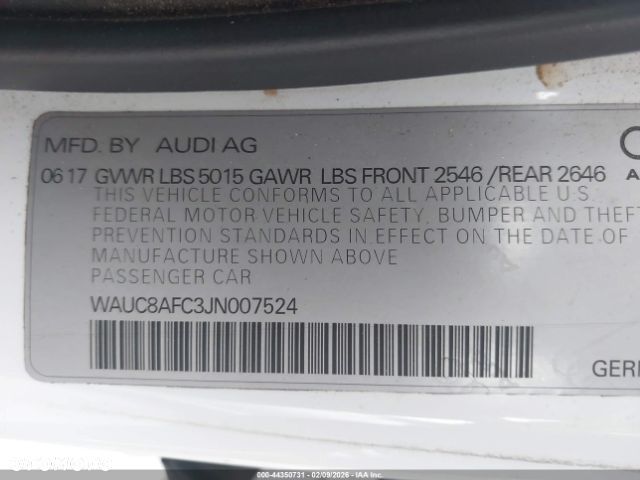 MFD. BY AUDI AG
06 17 GVWR LBS 5015 GAWR LBS FRONT 2546 /REAR 2646
THIS VEHICLE CONFORMS TO ALL APPLICABLE U.S.
FEDERAL MOTOR VEHICLE SAFETY, BUMPER AND THEFT
PREVENTION STANDARDS IN EFFECT ON THE DATE OF
MANUFACTURE SHOWN ABOVE
PASSENGER CAR
WAUC8AFC3JN007524
GER
OTOMOTO
000-44350731 - 02/09/2026 - IAA Inc.